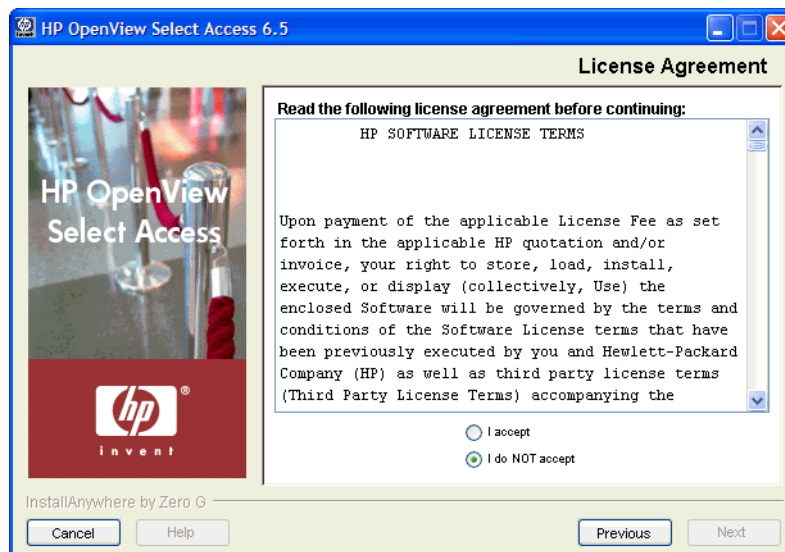 HP OpenView Select Access 6.5
License Agreement
HP OpenView
Select Access
hp
®
invent
Read the following license agreement before continuing:
HP SOFTWARE LICENSE TERMS
Upon payment of the applicable License Fee as set
forth in the applicable HP quotation and/or
invoice, your right to store, load, install,
execute, or display (collectively, Use) the
enclosed Software will be governed by the terms and
conditions of the Software License terms that have
been previously executed by you and Hewlett-Packard
Company (HP) as well as third party license terms
(Third Party License Terms) accompanying the
I accept
I do NOT accept
InstallAnywhere by Zero G
Cancel
Help
Previous
Next